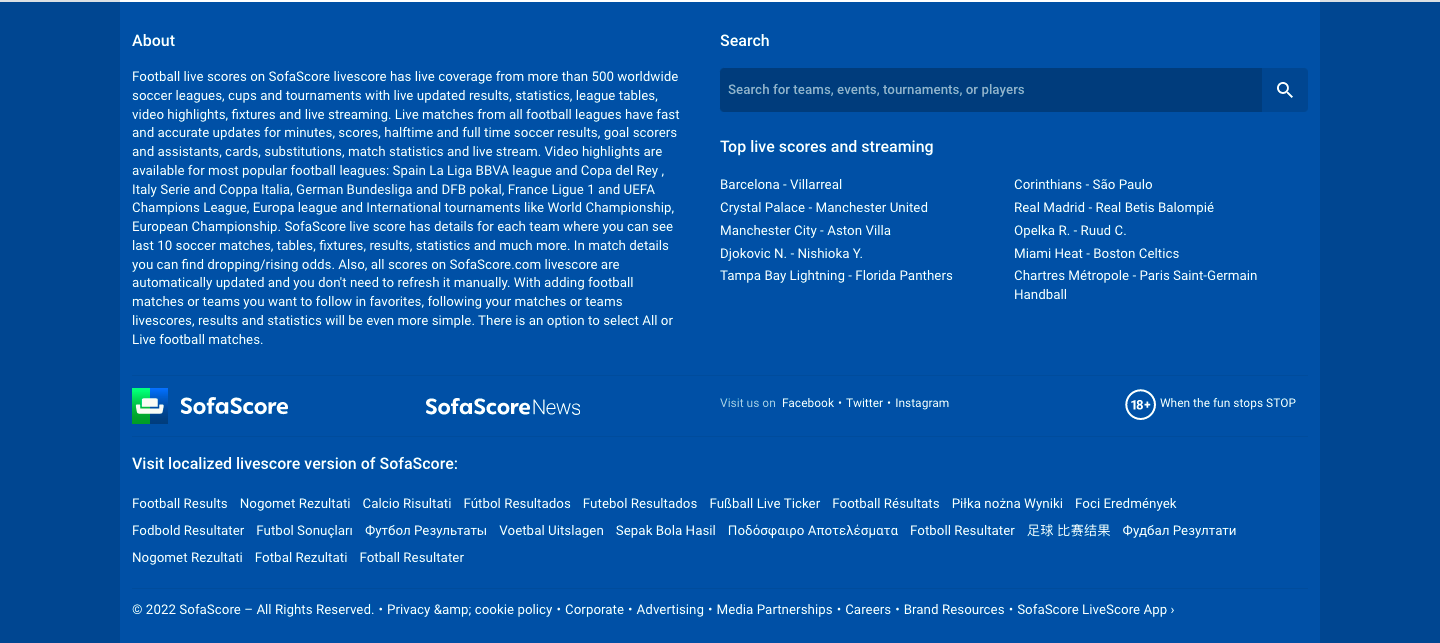 About
Football live scores on SofaScore livescore has live coverage from more than 500 worldwide
soccer leagues, cups and tournaments with live updated results, statistics, league tables,
video highlights, fixtures and live streaming. Live matches from all football leagues have fast
and accurate updates for minutes, scores, halftime and full time soccer results, goal scorers
and assistants, cards, substitutions, match statistics and live stream. Video highlights are
available for most popular football leagues: Spain La Liga BBVA league and Copa del Rey ,
Italy Serie and Coppa Italia, German Bundesliga and DFB pokal, France Ligue 1 and UEFA
Champions League, Europa league and International tournaments like World Championship,
European Championship. SofaScore live score has details for each team where you can see
last 10 soccer matches, tables, fixtures, results, statistics and much more. In match details
you can find dropping/rising odds. Also, all scores on SofaScore.com livescore are
automatically updated and you don't need to refresh it manually. With adding football
matches or teams you want to follow in favorites, following your matches or teams
livescores, results and statistics will be even more simple. There is an option to select All or
Live football matches.
Search
Search for teams, events, tournaments, or players
Top live scores and streaming
Barcelona - Villarreal
Crystal Palace - Manchester United
Manchester City - Aston Villa
Djokovic N. - Nishioka Y.
Tampa Bay Lightning - Florida Panthers
Corinthians - São Paulo
Real Madrid - Real Betis Balompié
Opelka R. - Ruud C.
Miami Heat - Boston Celtics
Chartres Métropole - Paris Saint-Germain
Handball
SofaScore
SofaScoreNews
Visit us on Facebook • Twitter • Instagram
18+ When the fun stops STOP
Visit localized livescore version of SofaScore:
Football Results Nogomet Rezultati Calcio Risultati Fútbol Resultados Futebol Resultados Fußball Live Ticker Football Résultats Piłka nożna Wyniki Foci Eredmények
Fodbold Resultater Futbol Sonuçları Футбол Результаты Voetbal Uitslagen Sepak Bola Hasil Ποδόσφαιρο Αποτελέσματα Fotboll Resultater 足球 比赛结果 Фудбал Резултати
Nogomet Rezultati Fotbal Rezultati Fotball Resultater
© 2022 SofaScore – All Rights Reserved. • Privacy &amp; cookie policy • Corporate • Advertising • Media Partnerships • Careers • Brand Resources • SofaScore LiveScore App ›